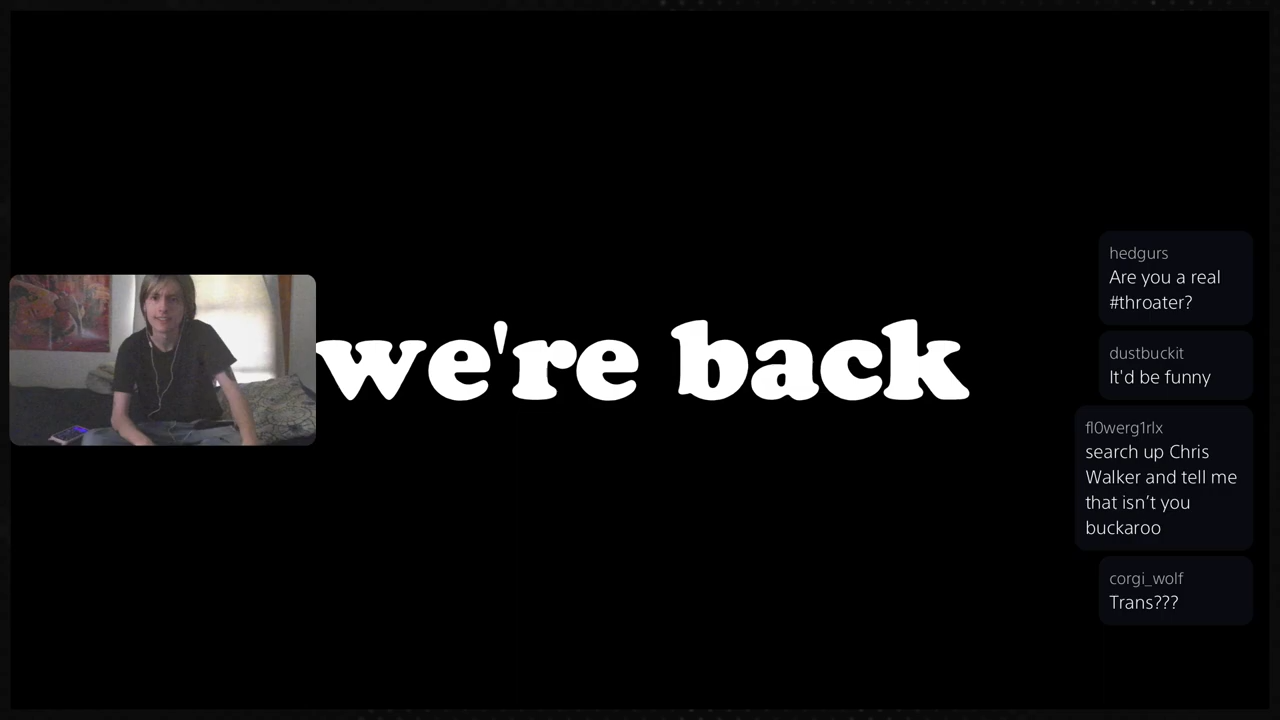 we're back
hedgurs
Are you a real
#throater?
dustbuckit
It'd be funny
fl0werg1rlx
search up Chris
Walker and tell me
that isn’t you
buckaroo
corgi_wolf
Trans???